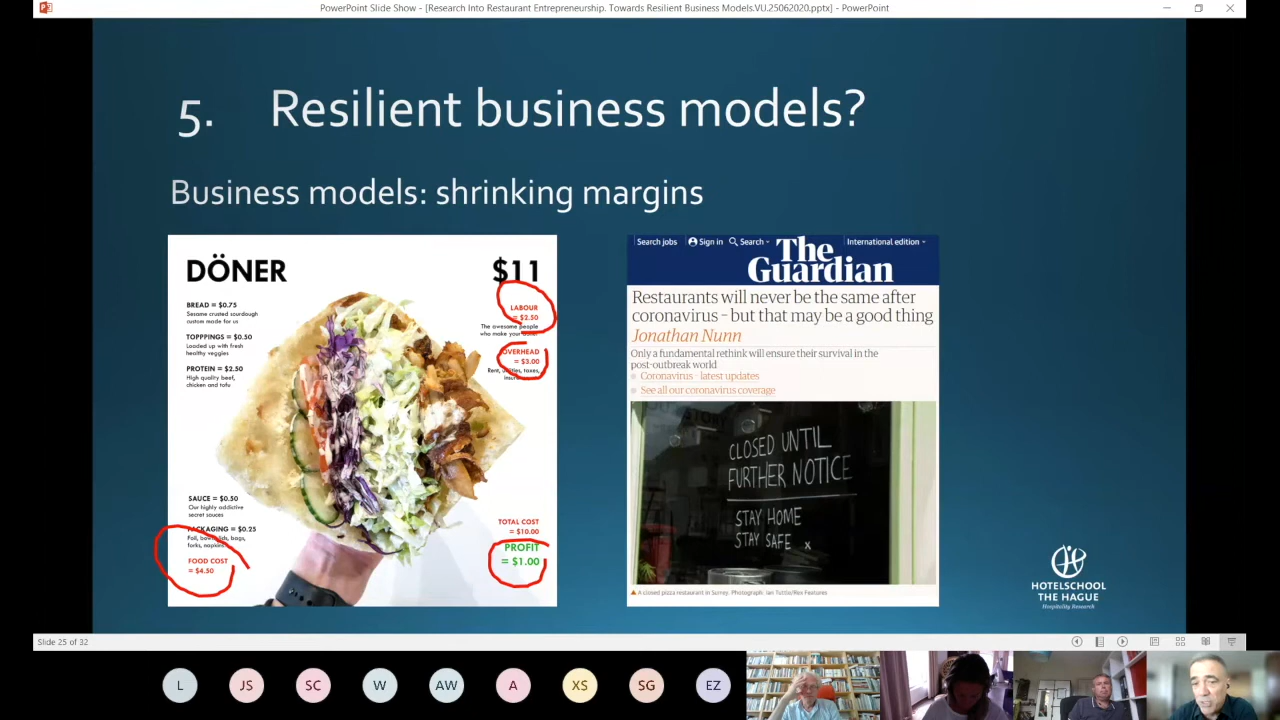 PowerPoint Slide Show - [Research Into Restaurant Entrepreneurship. Towards Resilient Business Models.VU.25062020.pptx] - PowerPoint
5. Resilient business models?
Business models: shrinking margins
DÖNER
$11
BREAD = $0.75
Sesame crusted sourdough
custom made for us
TOPPPINGS = $0.50
Loaded up with fresh
healthy veggies
PROTEIN = $2.50
High quality beef,
chicken and tofu
SAUCE = $0.50
Our highly addictive
secret sauces
PACKAGING = $0.25
Foil, bowls, lids, bags,
forks, napkins
FOOD COST
= $4.50
LABOUR
= $2.50
The awesome people
who make your
OVERHEAD
= $3.00
Rent, utilities, taxes,
TOTAL COST
= $10.00
PROFIT
= $1.00
Search jobs
Sign in
Search
International edition
The
Guardian
Restaurants will never be the same after
coronavirus – but that may be a good thing
Jonathan Nunn
Only a fundamental rethink will ensure their survival in the
post-outbreak world
Coronavirus – latest updates
See all our coronavirus coverage
CLOSED UNTIL
FURTHER NOTICE
STAY HOME
STAY SAFE x
A closed pizza restaurant in Surrey. Photograph: Ian Tuttle/Rex Features
HOTELSCHOOL
THE HAGUE
Hospitality Research
Slide 25 of 32
L
JS
SC
W
AW
A
XS
SG
EZ